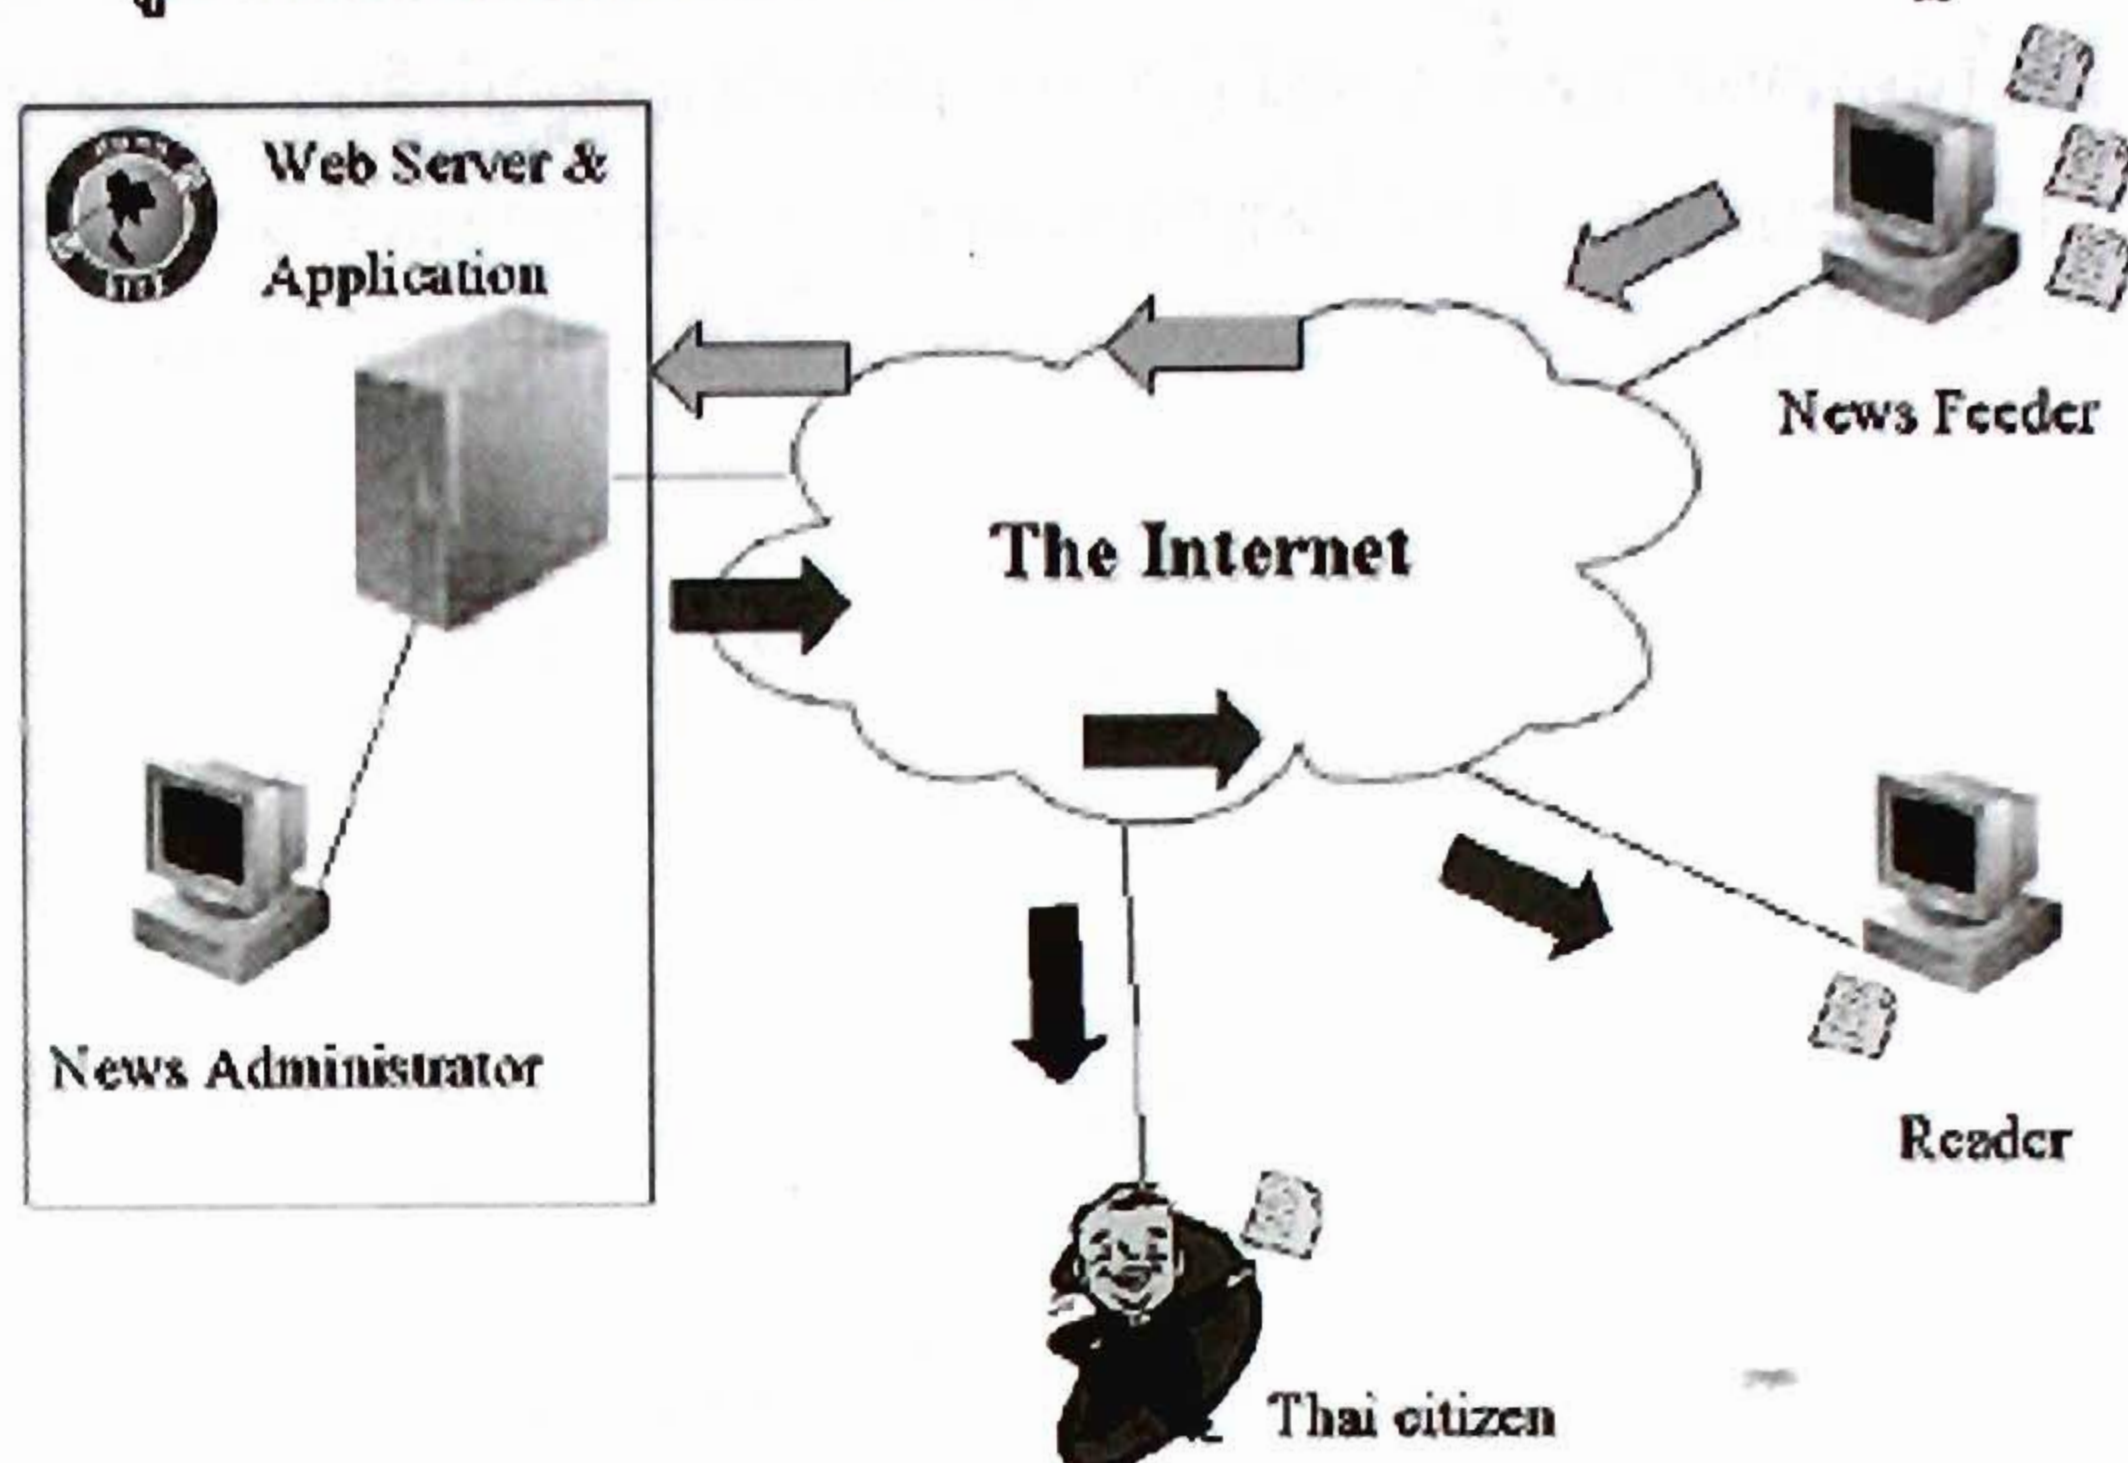 Web Server &
Application
The Internet
News Feeder
News Administrator
Reader
Thai citizen